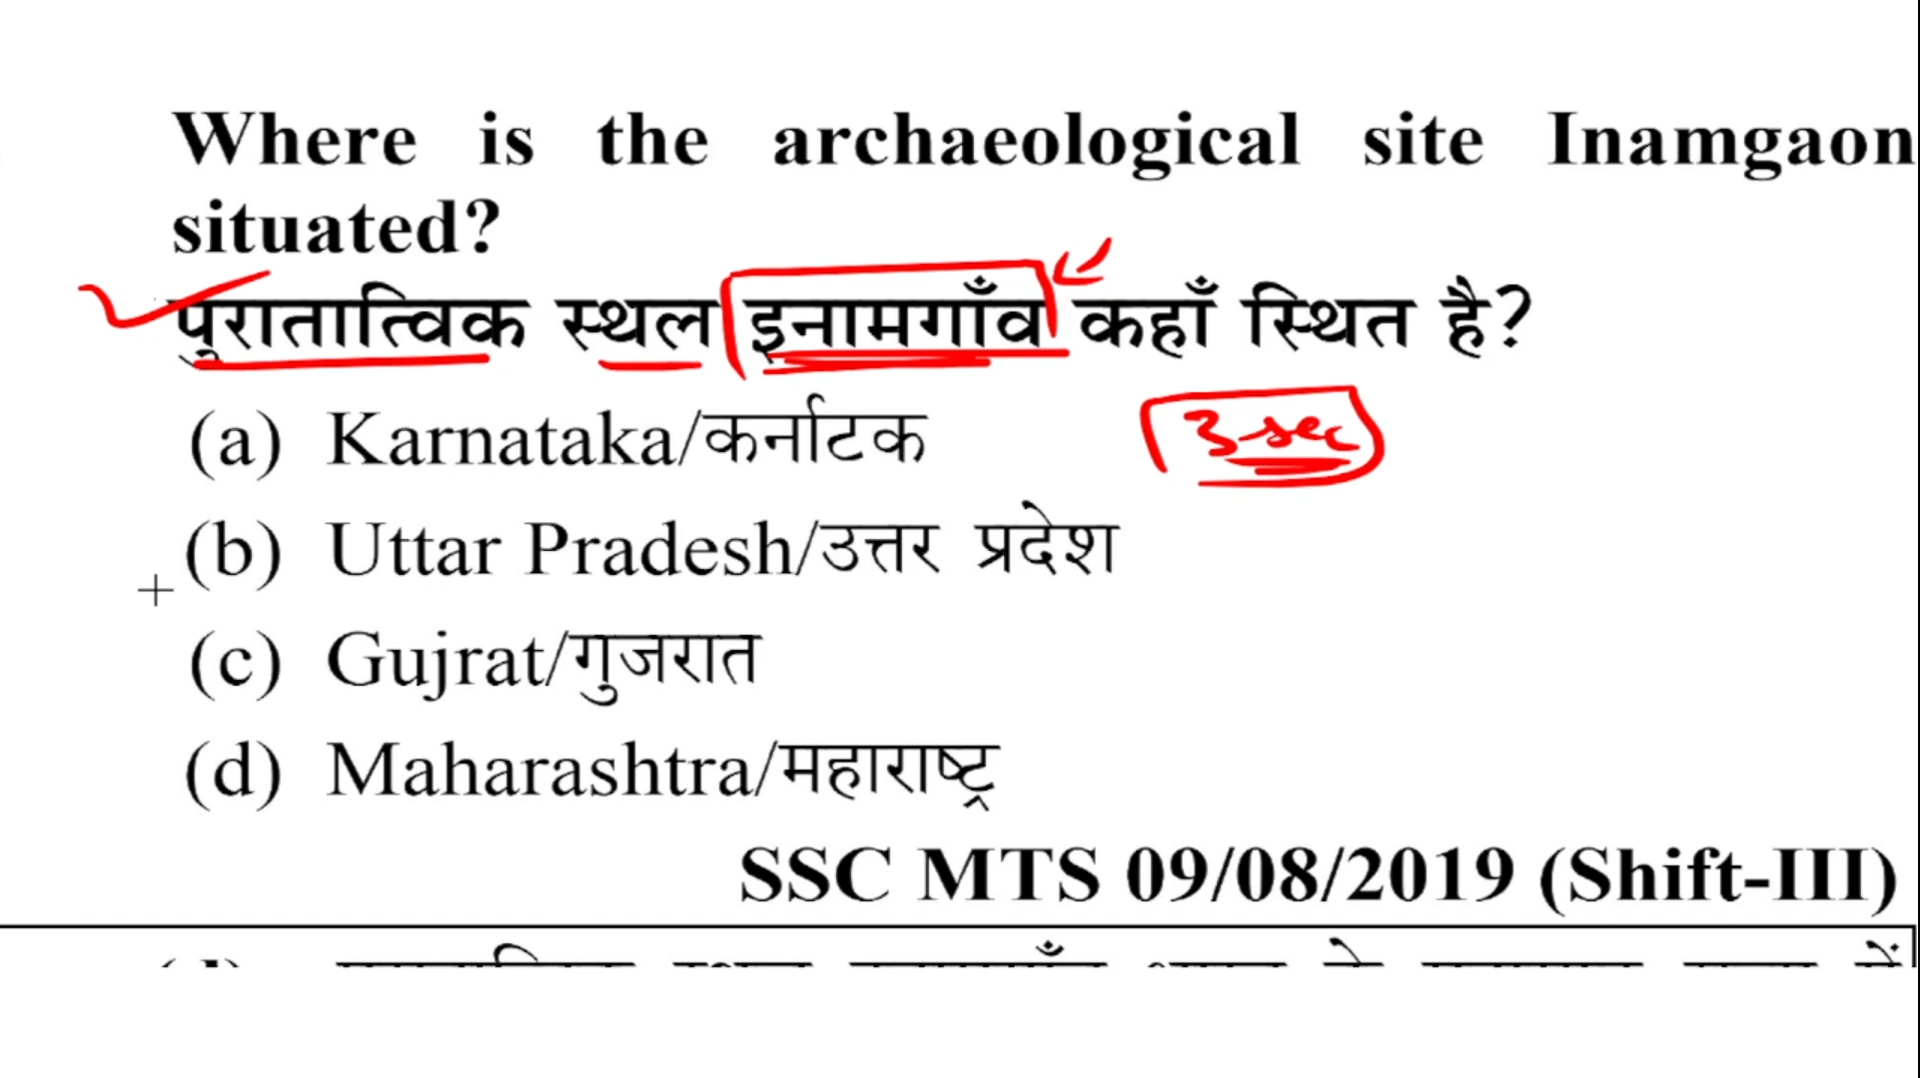 Where is the archaeological site Inamgaon
situated?
पुरातात्विक स्थल इनामगाँव कहाँ स्थित है?
(a) Karnataka/कर्नाटक
3 sec
(b) Uttar Pradesh/उत्तर प्रदेश
(c) Gujrat/गुजरात
(d) Maharashtra/महाराष्ट्र
SSC MTS 09/08/2019 (Shift-III)